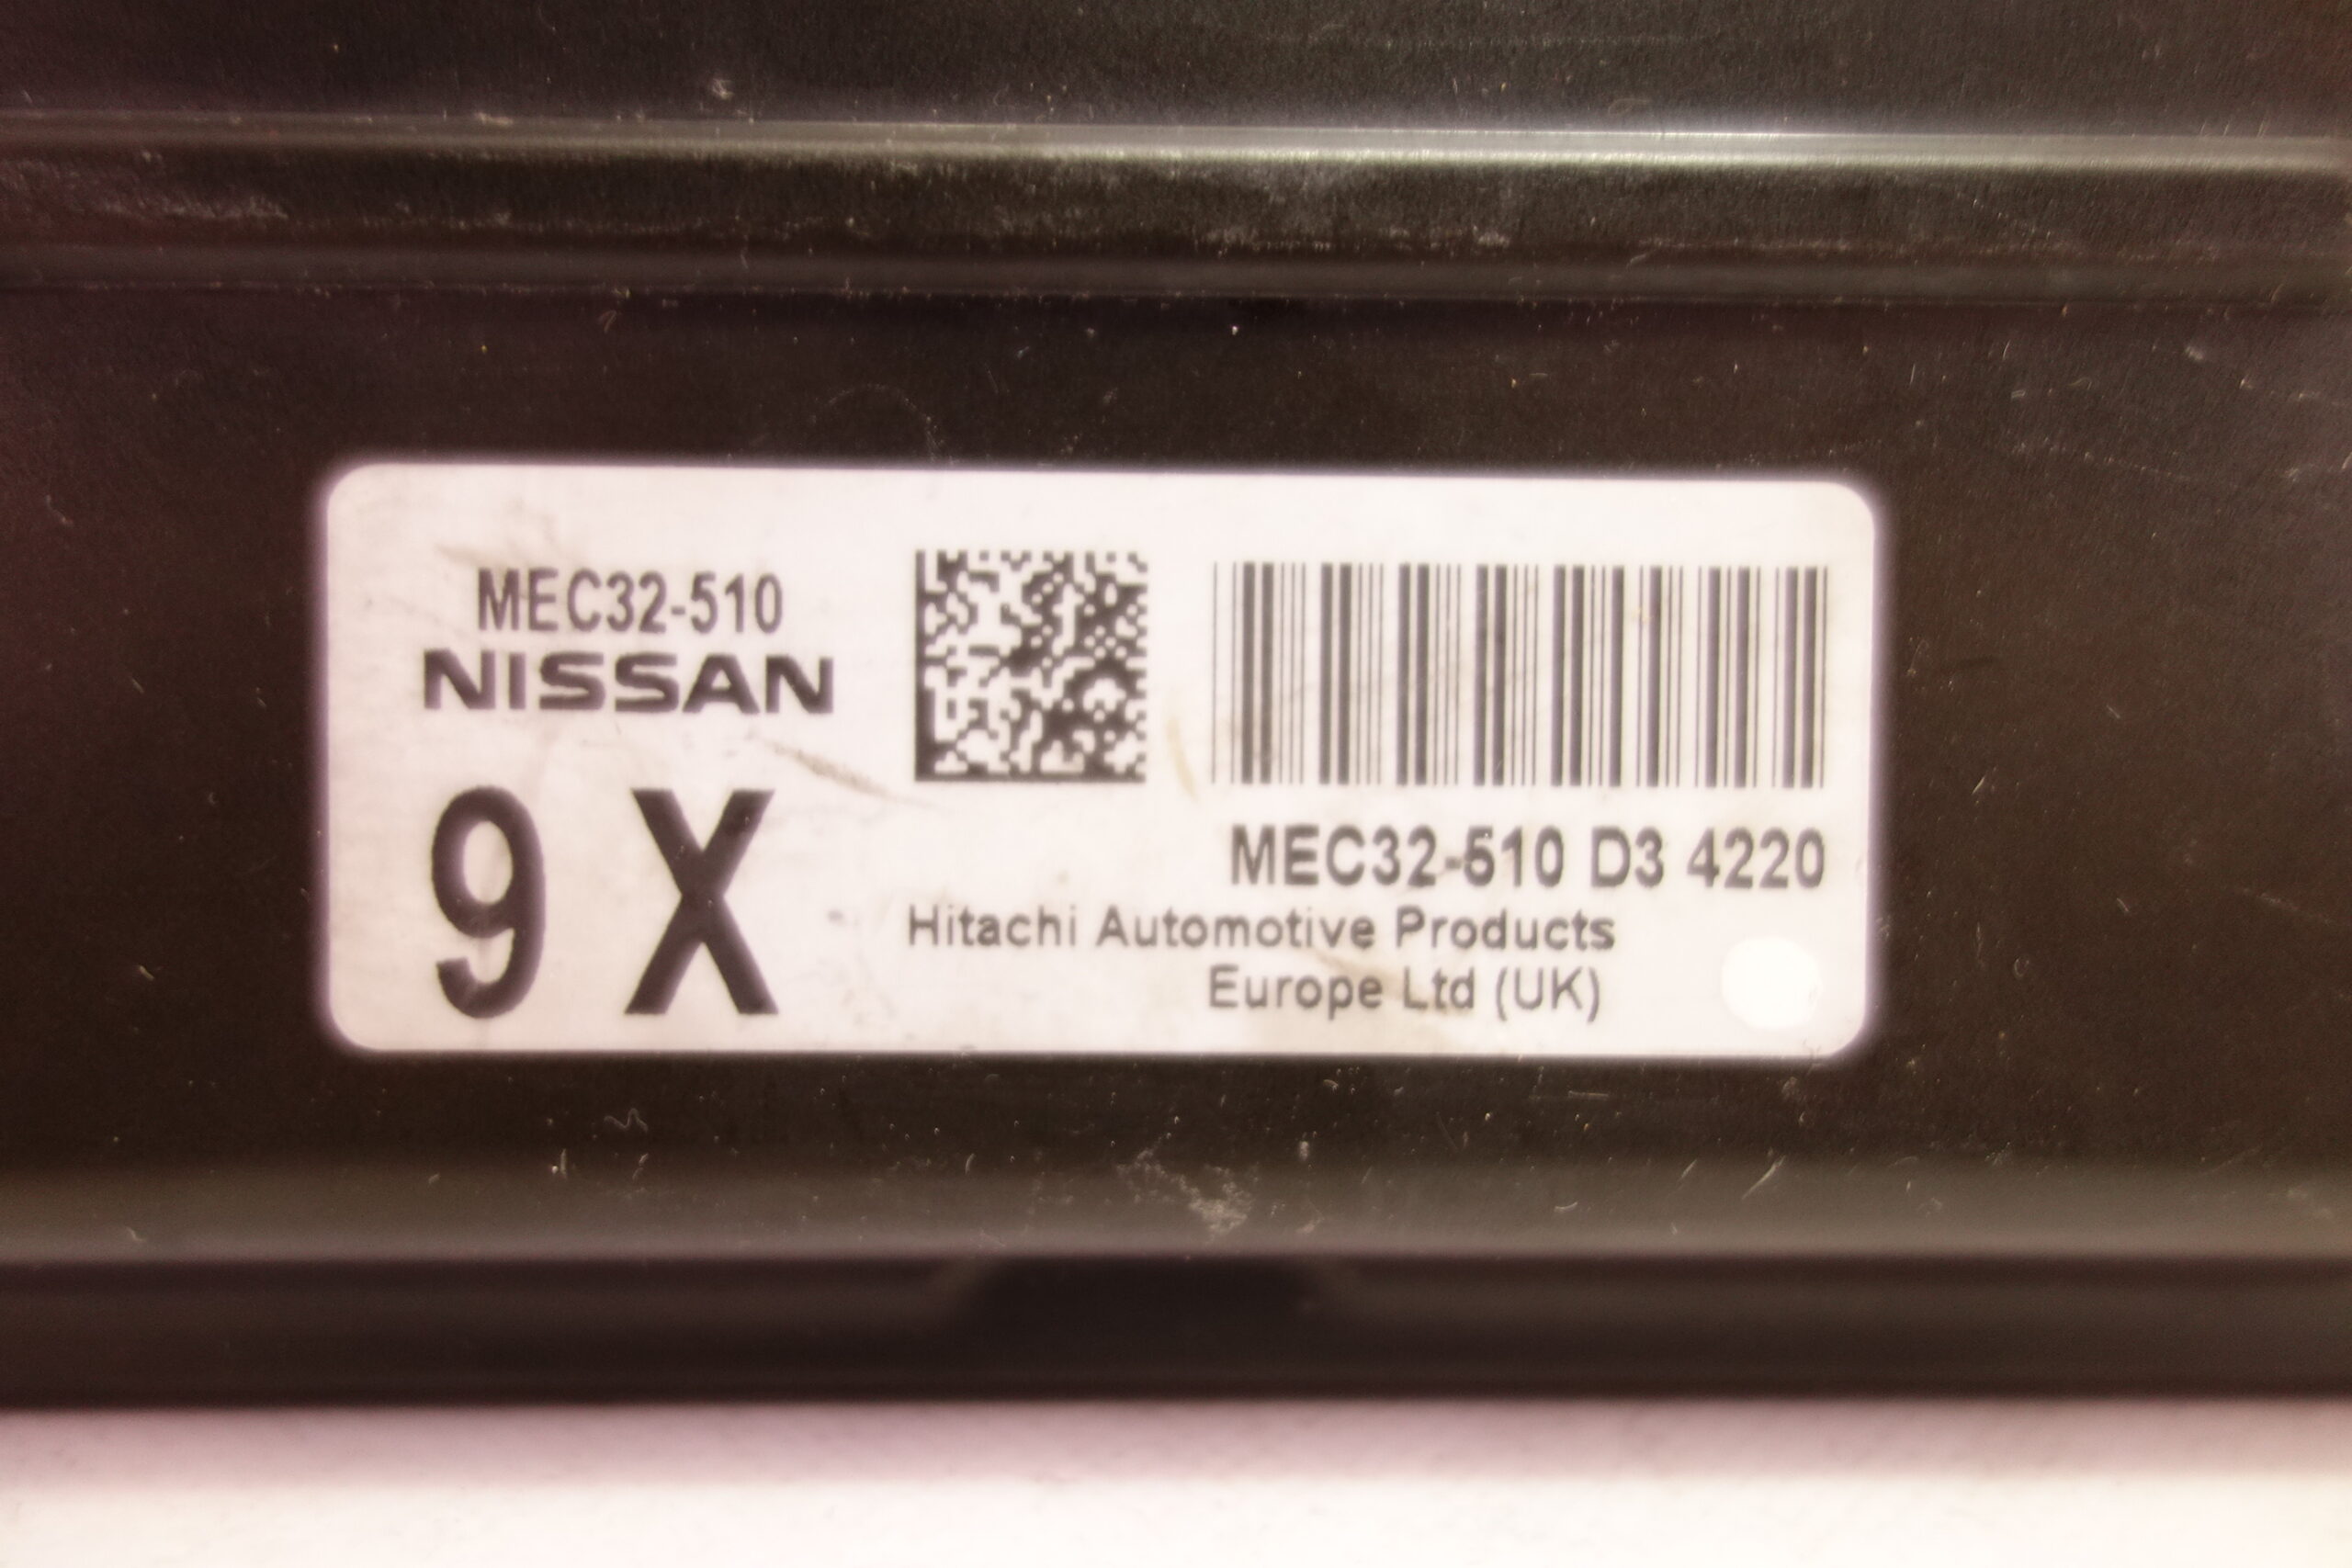 MEC32-510
NISSAN
9 X
MEC32-510 D3 4220
Hitachi Automotive Products
Europe Ltd (UK)